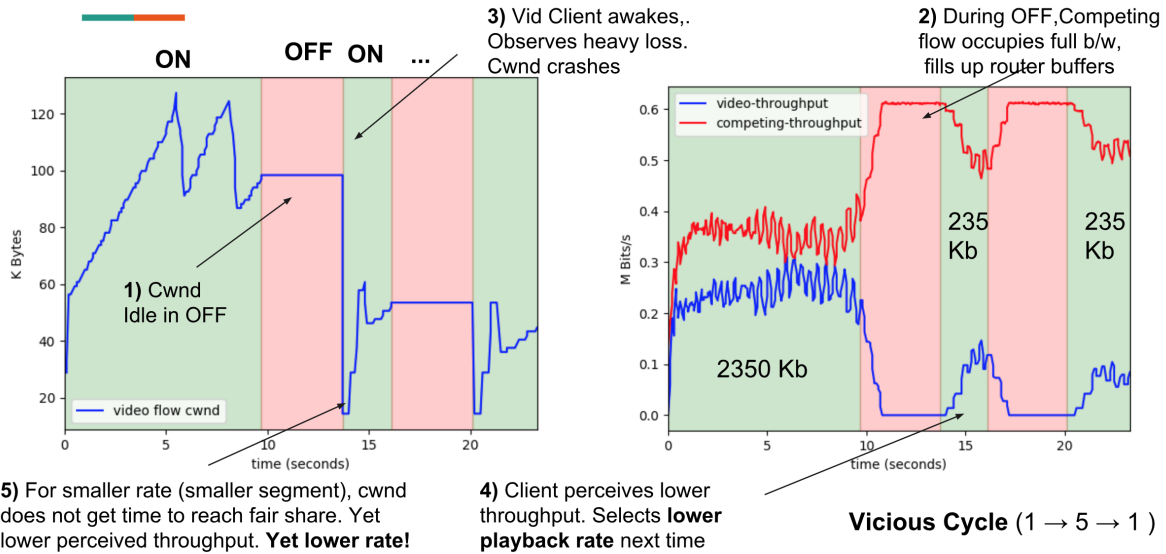 3) Vid Client awakes,.
Observes heavy loss.
Cwnd crashes
2) During OFF,Competing
flow occupies full b/w,
fills up router buffers
ON
OFF
ON
...
120
100
80
60
40
20
K Bytes
1) Cwnd
Idle in OFF
video flow cwnd
0
5
10
15
20
time (seconds)
0.6
0.5
0.4
0.3
0.2
0.1
0.0
M Bits/s
video-throughput
competing-throughput
235
Kb
235
Kb
2350 Kb
0
5
10
15
20
time (seconds)
5) For smaller rate (smaller segment), cwnd
does not get time to reach fair share. Yet
lower perceived throughput. Yet lower rate!
4) Client perceives lower
throughput. Selects lower
playback rate next time
Vicious Cycle (1 → 5 → 1 )